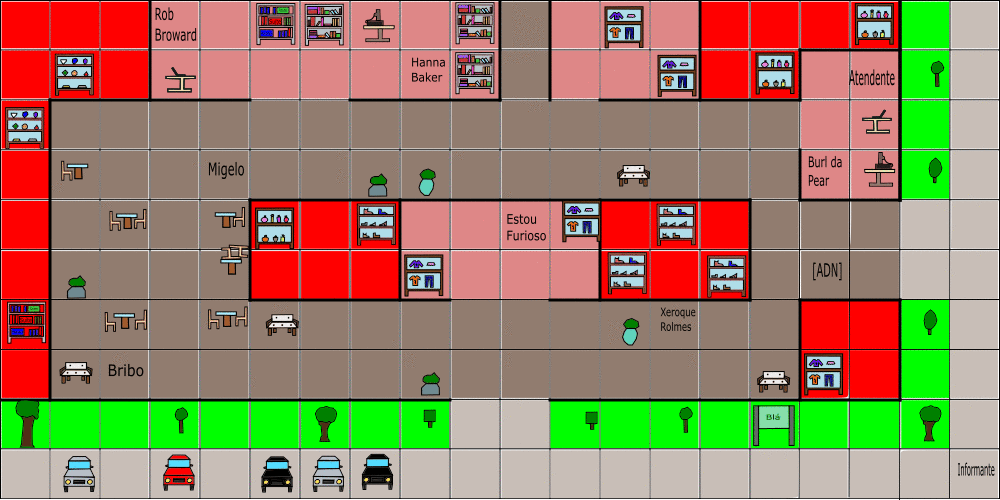 Rob
Broward
Hanna
Baker
Atendente
Migelo
Burl da
Pear
Estou
Furioso
[ADN]
Xeroque
Rolmes
Bribo
Blá
Informante